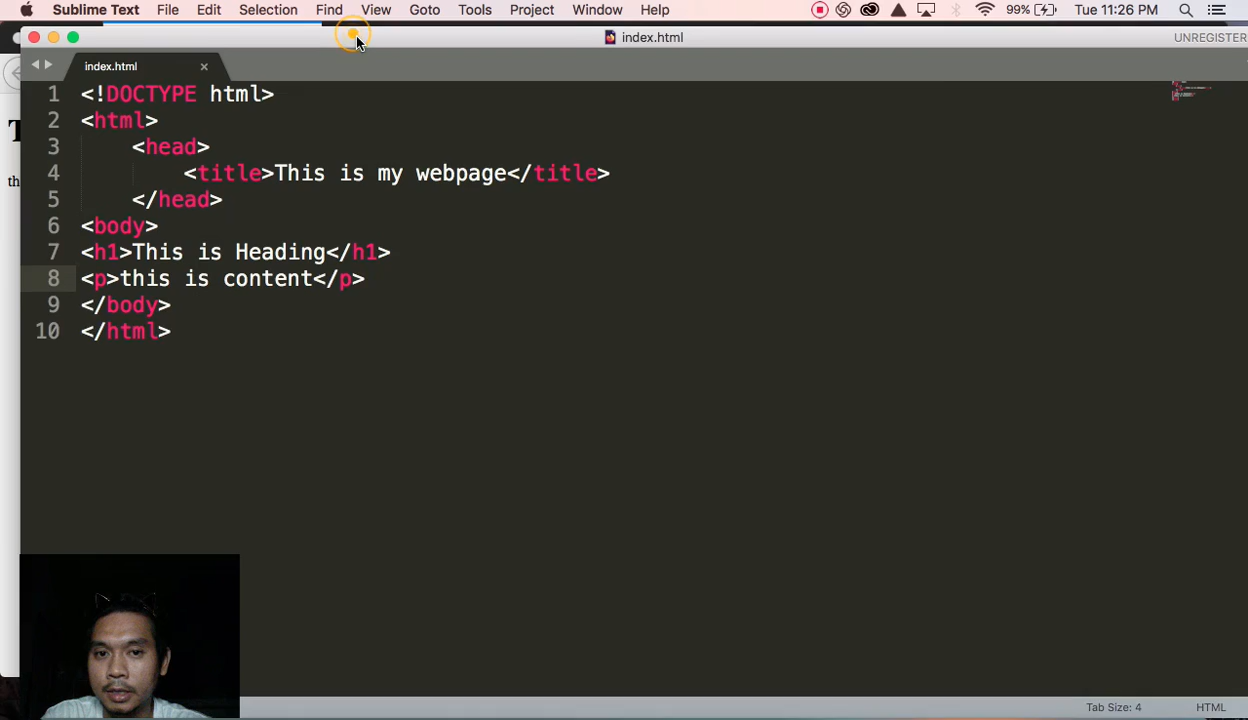 Sublime Text File Edit Selection Find View Goto Tools Project Window Help 99% Tue 11:26 PM
index.html UNREGISTER
index.html ×
1 <!DOCTYPE html>
2 <html>
3 <head>
4 <title>This is my webpage</title>
5 </head>
6 <body>
7 <h1>This is Heading</h1>
8 <p>this is content</p>
9 </body>
10 </html>
T
th
Tab Size: 4 HTML